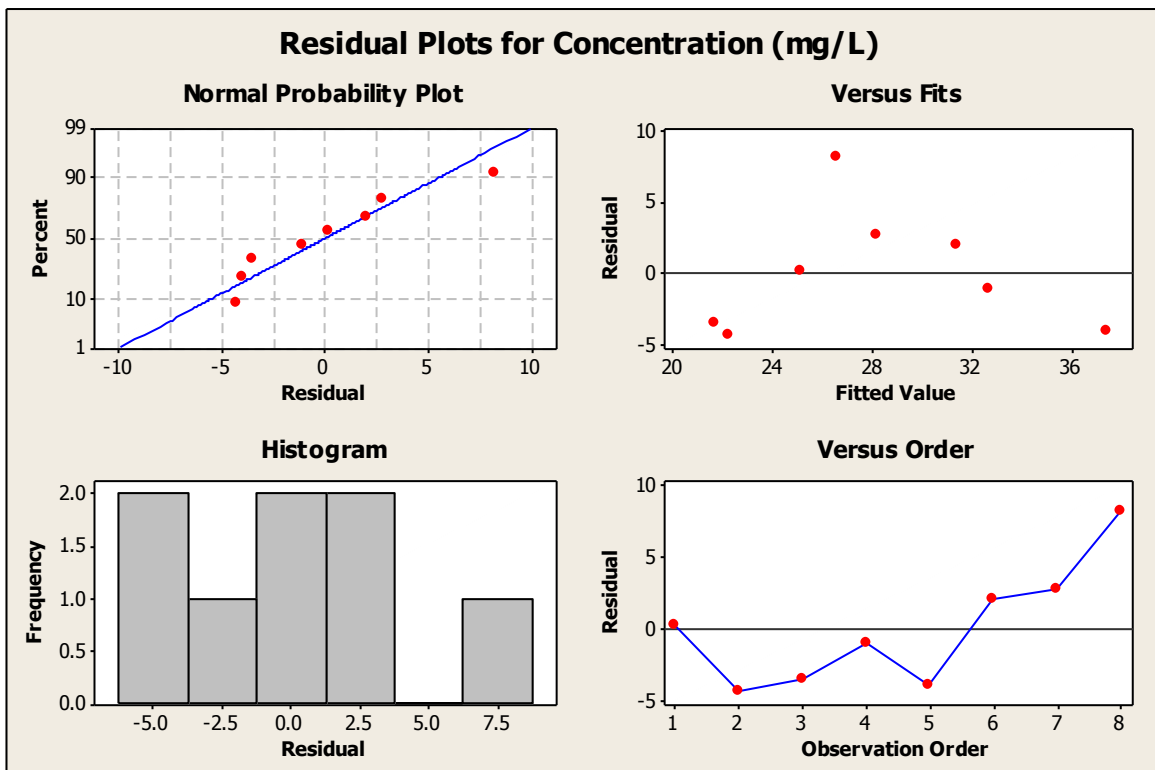 Residual Plots for Concentration (mg/L)
Normal Probability Plot
99
90
50
10
1
Percent
-10 -5 0 5 10
Residual
Versus Fits
10
5
0
-5
Residual
20 24 28 32 36
Fitted Value
Histogram
2.0
1.5
1.0
0.5
0.0
Frequency
-5.0 -2.5 0.0 2.5 5.0 7.5
Residual
Versus Order
10
5
0
-5
Residual
1 2 3 4 5 6 7 8
Observation Order